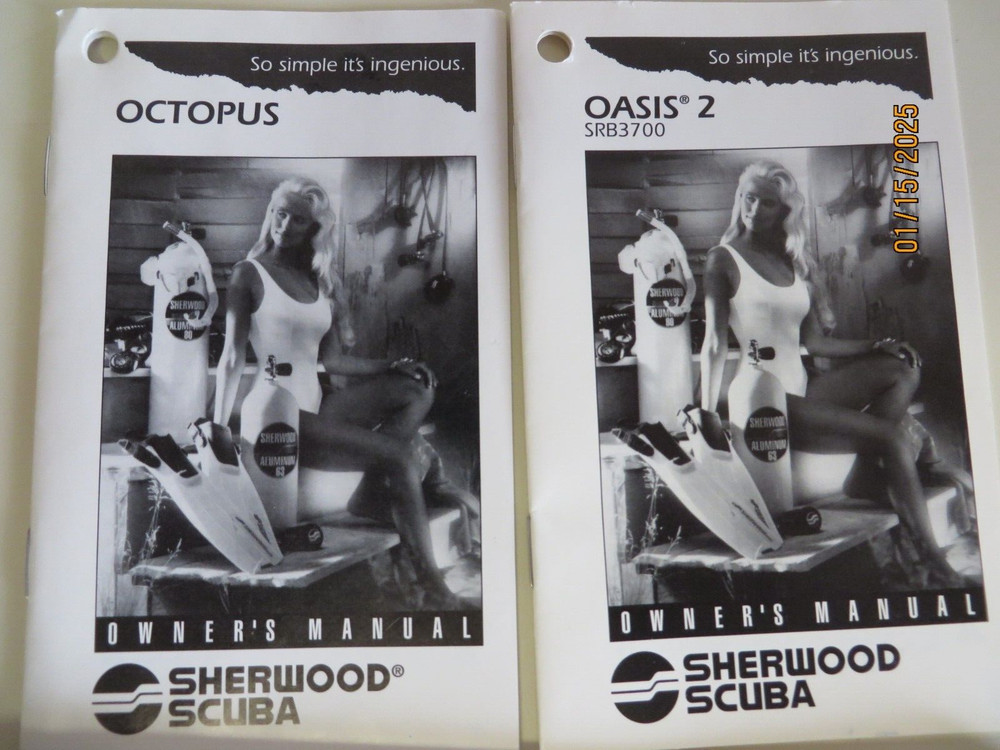 So simple it's ingenious.
OCTOPUS
SHERWOOD
ALUMINUM
80
SHERWOOD
ALUMINUM
63
OWNER'S MANUAL
SHERWOOD®
SCUBA
So simple it's ingenious.
OASIS® 2
SRB3700
SHERWOOD
ALUMINUM
80
SHERWOOD
ALUMINUM
63
OWNER'S MANUAL
SHERWOOD
SCUBA
01/15/2025